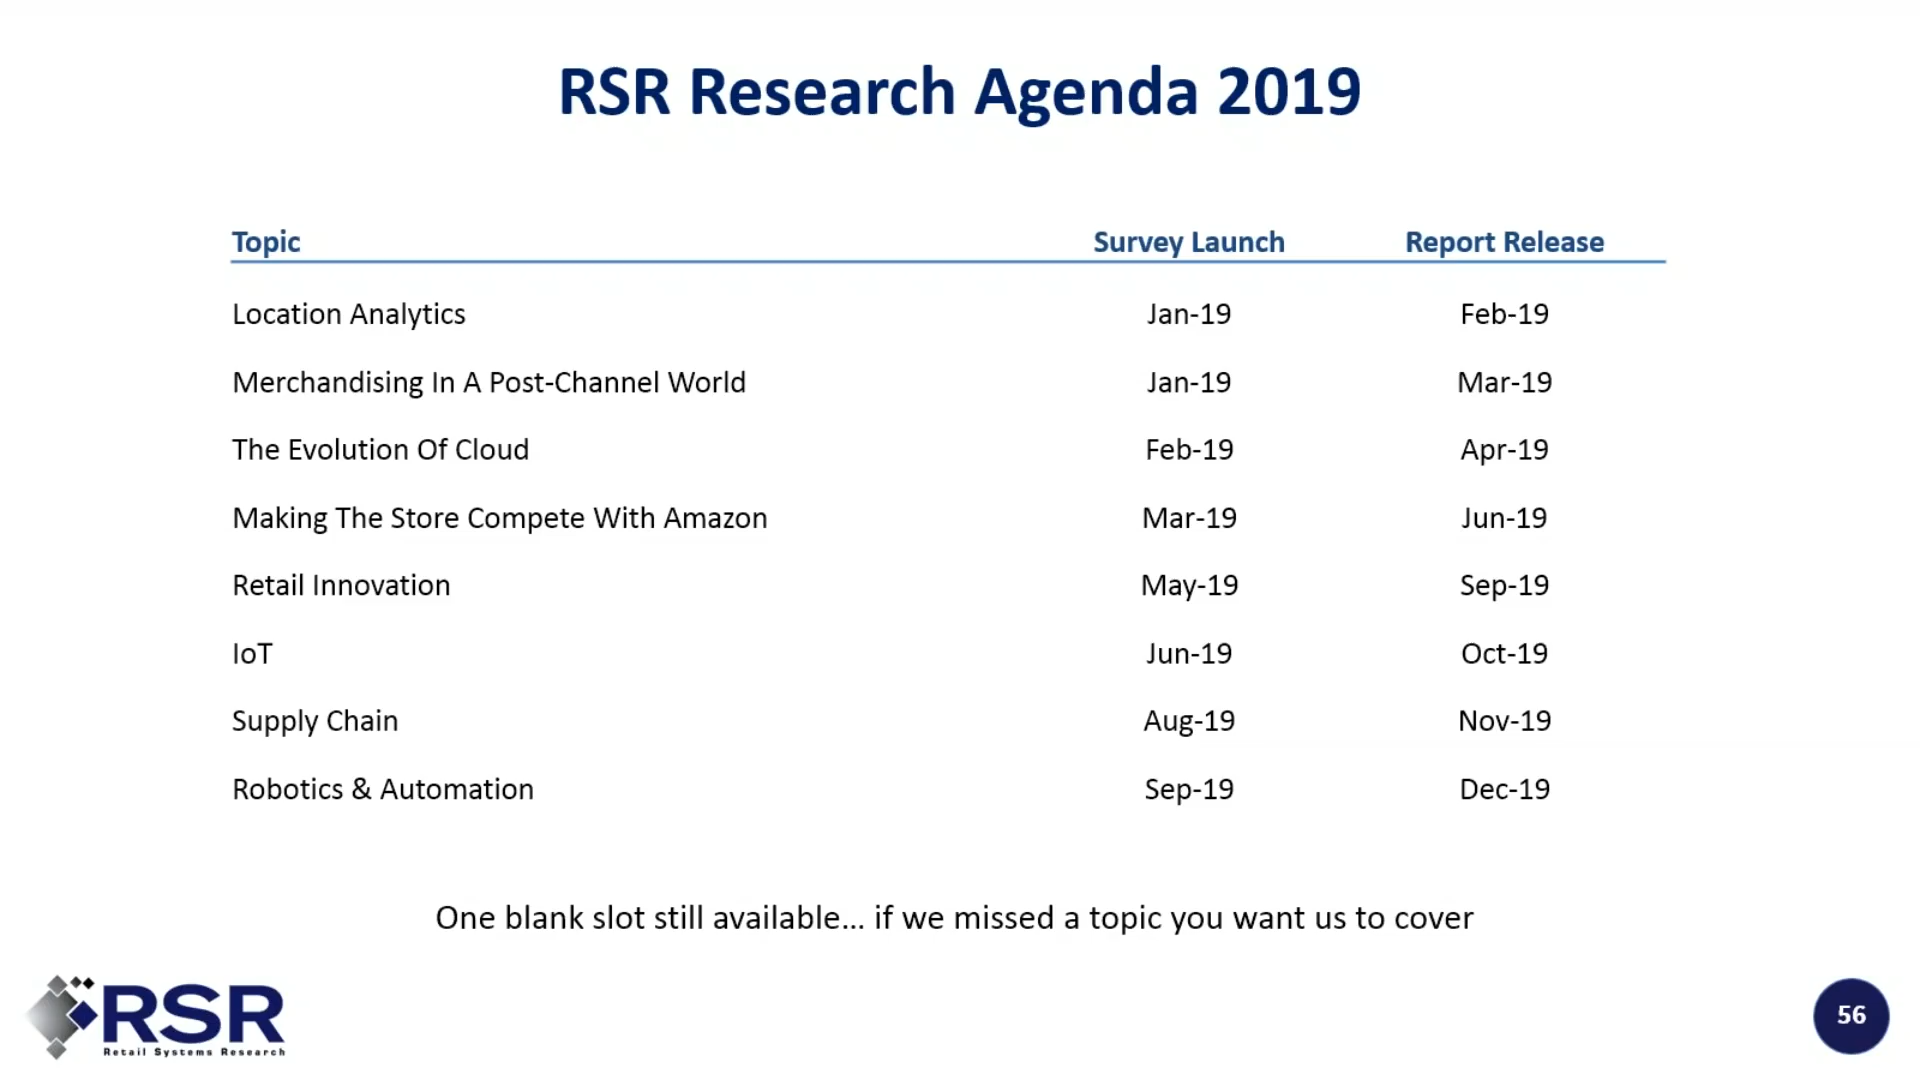 RSR Research Agenda 2019
Topic Survey Launch Report Release
Location Analytics Jan-19 Feb-19
Merchandising In A Post-Channel World Jan-19 Mar-19
The Evolution Of Cloud Feb-19 Apr-19
Making The Store Compete With Amazon Mar-19 Jun-19
Retail Innovation May-19 Sep-19
IoT Jun-19 Oct-19
Supply Chain Aug-19 Nov-19
Robotics & Automation Sep-19 Dec-19
One blank slot still available... if we missed a topic you want us to cover
RSR
Retail Systems Research
56